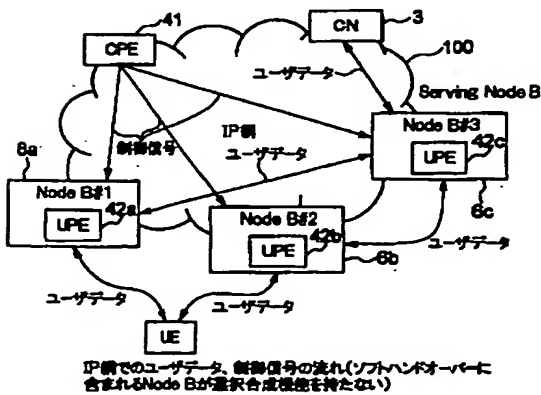 41
CPE
CN
3
100
ユーザデータ
Serving Node B
制御信号
IP網
ユーザデータ
Node B#3
UPE
42c
6c
8a
Node B#1
UPE
42a
Node B#2
UPE
42b
6b
ユーザデータ
ユーザデータ
ユーザデータ
UE
IP網でのユーザデータ、制御信号の流れ(ソフトハンドオーバーに
含まれるNode Bが選択合成機能を持たない)